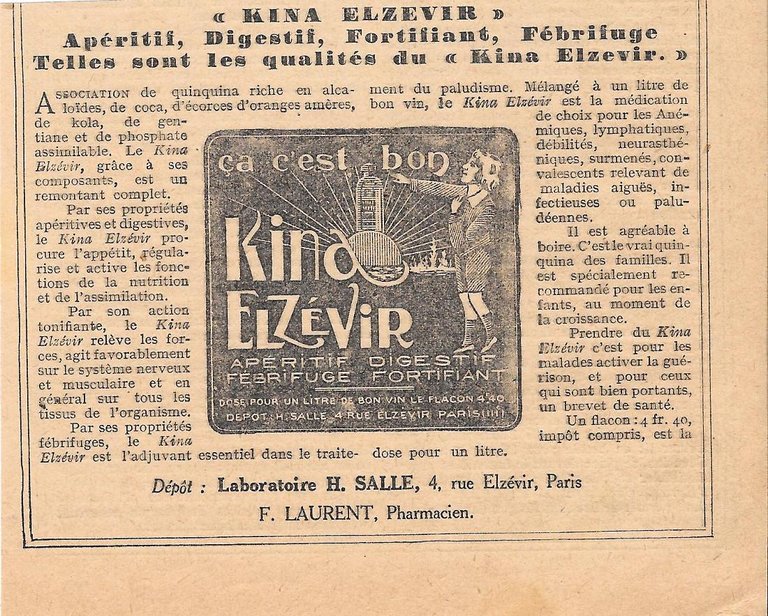 « KINA ELZEVIR »
Apéritif, Digestif, Fortifiant, Fébrifuge
Telles sont les qualités du « Kina Elzevir. »
ASSOCIATION de quinquina riche en alca-
loïdes, de coca, d'écorces d'oranges amères,
de kola, de gen-
tiane et de phosphate
assimilable. Le Kina
Elzévir, grâce à ses
composants, est un
remontant complet.
Par ses propriétés
apéritives et digestives,
le Kina Elzévir pro-
cure l'appétit, régula-
rise et active les fonc-
tions de la nutrition
et de l'assimilation.
Par son action
tonifiante, le Kina
Elzévir relève les for-
ces, agit favorablement
sur le système nerveux
et musculaire et en
général sur tous les
tissus de l'organisme.
Par ses propriétés
fébrifuges, le Kina
Elzévir est l'adjuvant essentiel dans le traite-
ment du paludisme. Mélangé à un litre de
bon vin, le Kina Elzévir est la médication
de choix pour les Ané-
miques, lymphatiques,
débilités, neurasthé-
niques, surmenés, con-
valescents relevant de
maladies aiguës, in-
fectieuses ou palu-
déennes.
Il est agréable à
boire. C'est le vrai quin-
quina des familles. Il
est spécialement re-
commandé pour les en-
fants, au moment de
la croissance.
Prendre du Kina
Elzévir c'est pour les
malades activer la gué-
rison, et pour ceux
qui sont bien portants,
un brevet de santé.
Un flacon : 4 fr. 40,
impôt compris, est la
dose pour un litre.
ça c'est bon
Kina
ELZÉVIR
APERITIF DIGESTIF
FÉBRIFUGE FORTIFIANT
DOSE POUR UN LITRE DE BON VIN LE FLACON 4.40
DEPOT: H. SALLE 4 RUE ELZEVIR PARIS IIII
Dépôt : Laboratoire H. SALLE, 4, rue Elzévir, Paris
F. LAURENT, Pharmacien.